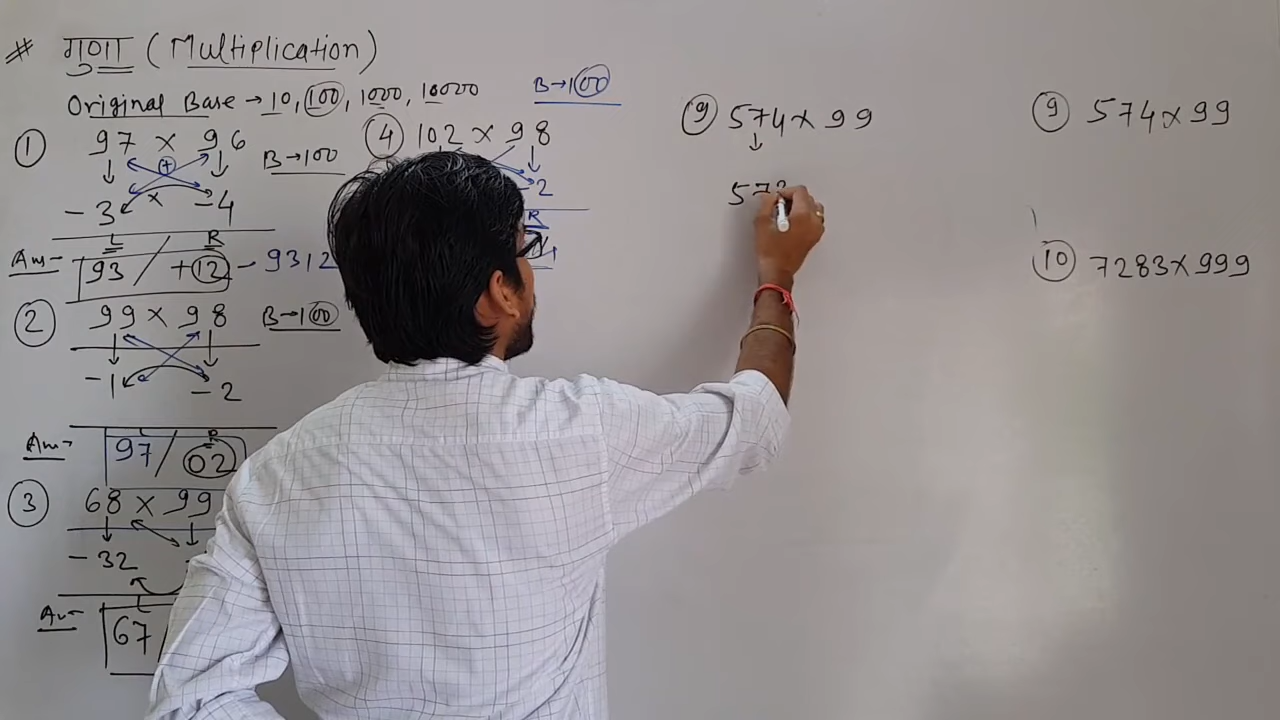 # गुणा (Multiplication)
Original Base → 10, 100, 1000, 10000
B → 100
① 97 × 96
B → 100
- 3 × - 4
+
L R
Ans - 93 / +12 - 9312
② 99 × 98
B → 100
- 1 - 2
L R
Ans - 97 / 02
③ 68 × 99
- 32
L
Ans - 67 /
④ 102 × 98
- 2
R
⑨ 574 × 99
57
⑨ 574 × 99
⑩ 7283 × 999